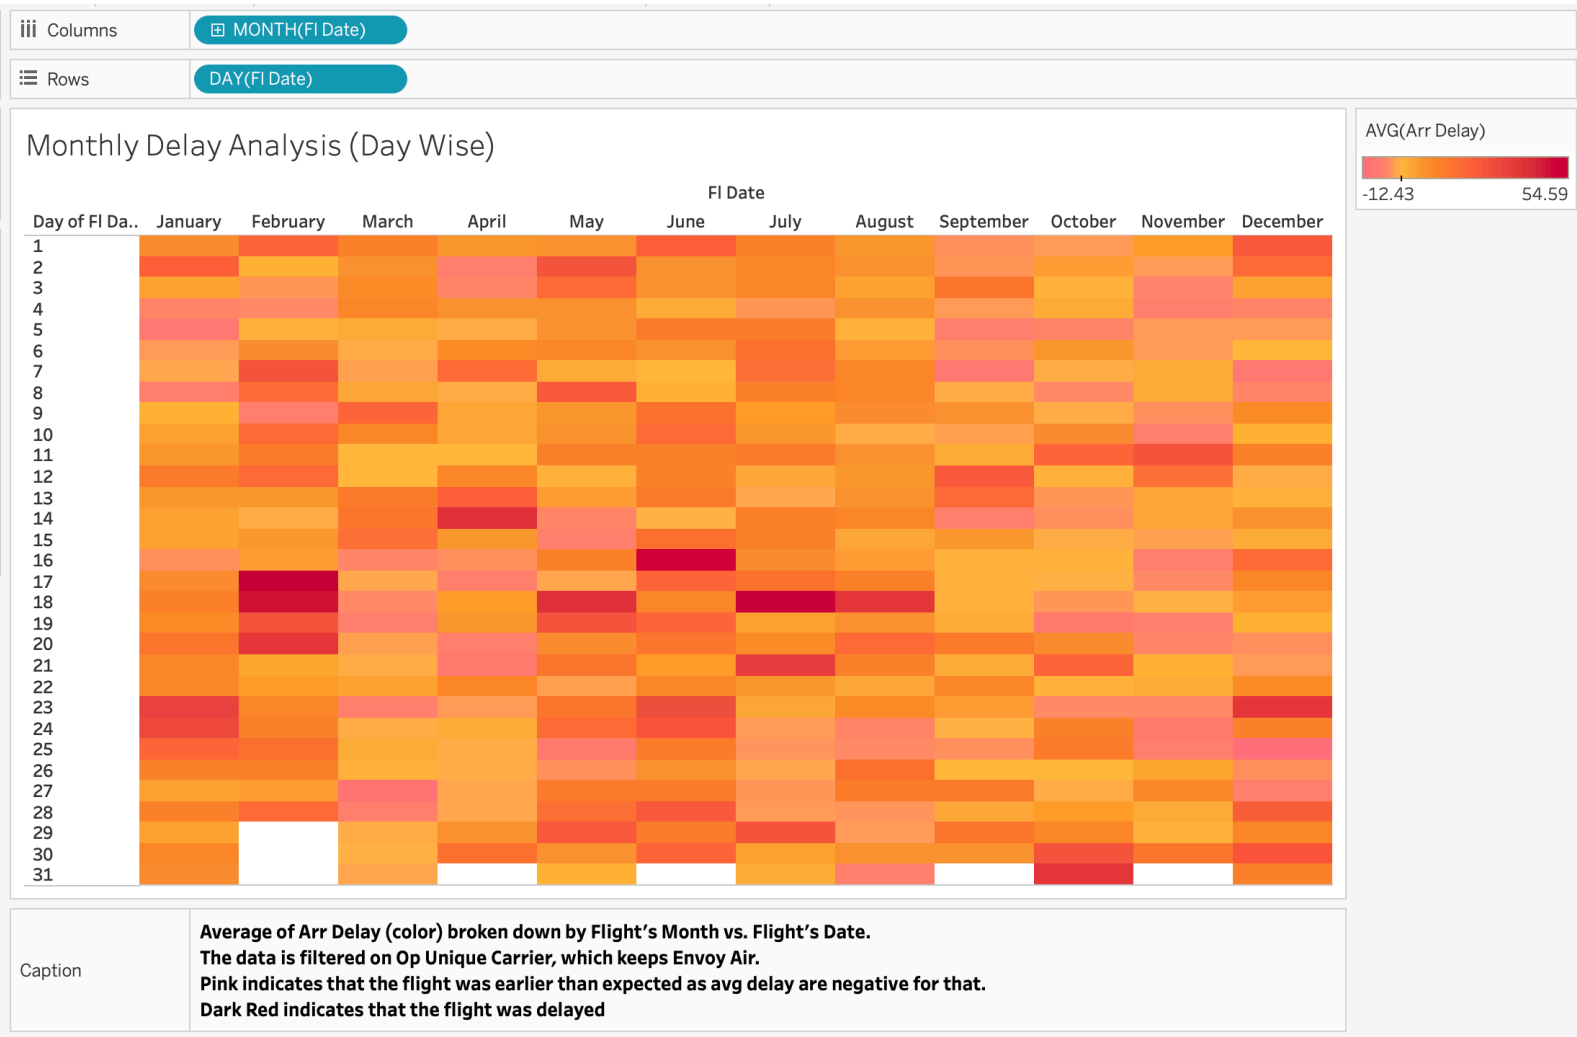 Columns
MONTH(Fl Date)
Rows
DAY(Fl Date)
Monthly Delay Analysis (Day Wise)
Fl Date
Day of Fl Da.. January February March April May June July August September October November December
1
2
3
4
5
6
7
8
9
10
11
12
13
14
15
16
17
18
19
20
21
22
23
24
25
26
27
28
29
30
31
AVG(Arr Delay)
-12.43 54.59
Caption
Average of Arr Delay (color) broken down by Flight's Month vs. Flight's Date.
The data is filtered on Op Unique Carrier, which keeps Envoy Air.
Pink indicates that the flight was earlier than expected as avg delay are negative for that.
Dark Red indicates that the flight was delayed